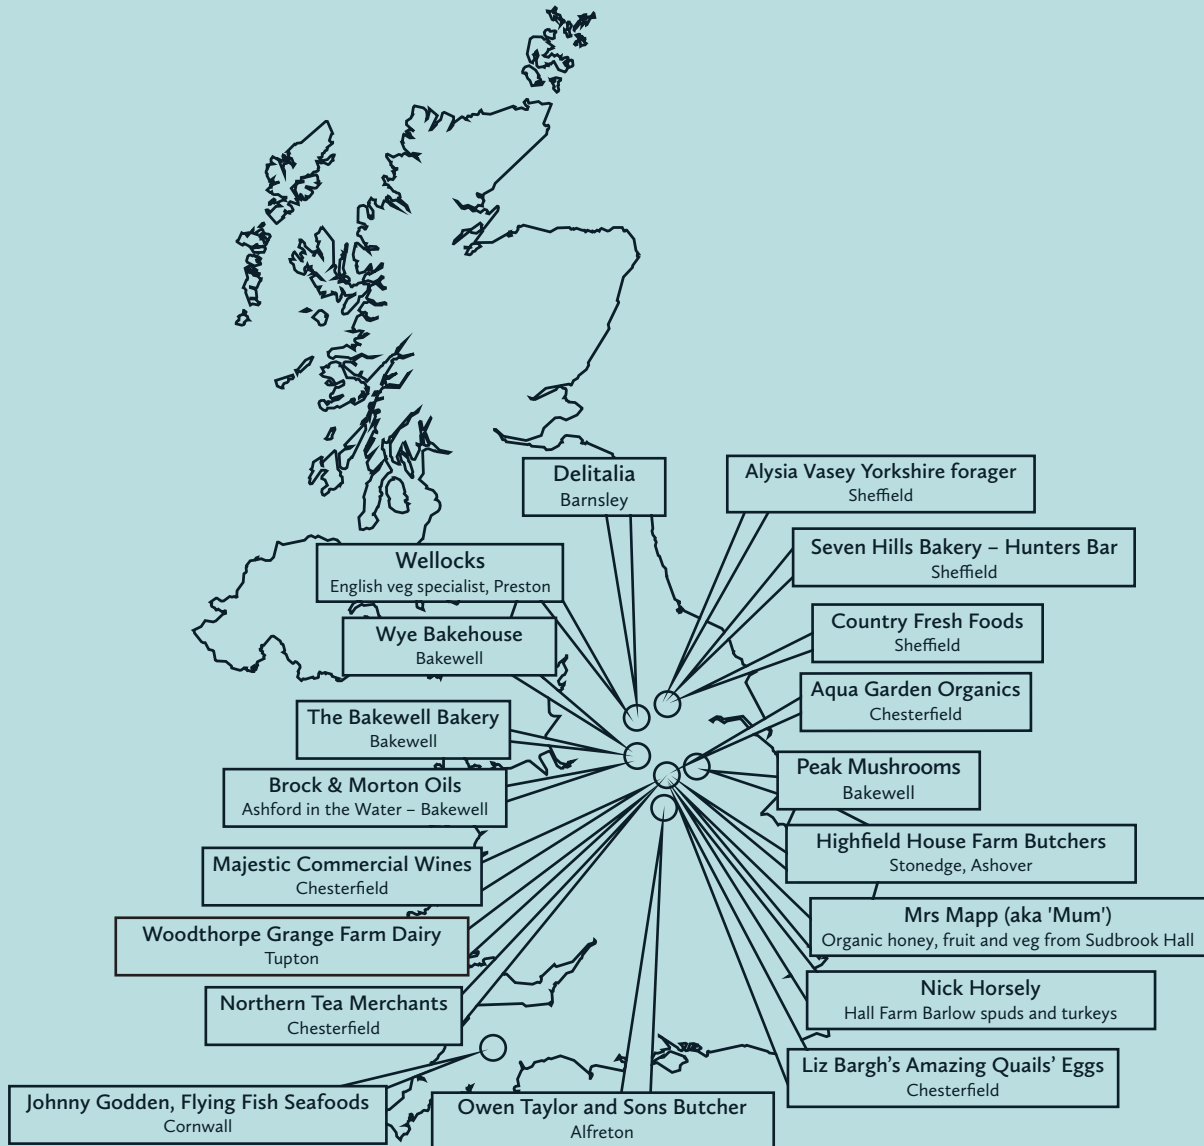 Delitalia
Barnsley
Alysia Vasey Yorkshire forager
Sheffield
Wellocks
English veg specialist, Preston
Seven Hills Bakery – Hunters Bar
Sheffield
Wye Bakehouse
Bakewell
Country Fresh Foods
Sheffield
The Bakewell Bakery
Bakewell
Aqua Garden Organics
Chesterfield
Brock & Morton Oils
Ashford in the Water – Bakewell
Peak Mushrooms
Bakewell
Majestic Commercial Wines
Chesterfield
Highfield House Farm Butchers
Stonedge, Ashover
Woodthorpe Grange Farm Dairy
Tupton
Mrs Mapp (aka 'Mum')
Organic honey, fruit and veg from Sudbrook Hall
Northern Tea Merchants
Chesterfield
Nick Horsely
Hall Farm Barlow spuds and turkeys
Liz Bargh’s Amazing Quails’ Eggs
Chesterfield
Johnny Godden, Flying Fish Seafoods
Cornwall
Owen Taylor and Sons Butcher
Alfreton